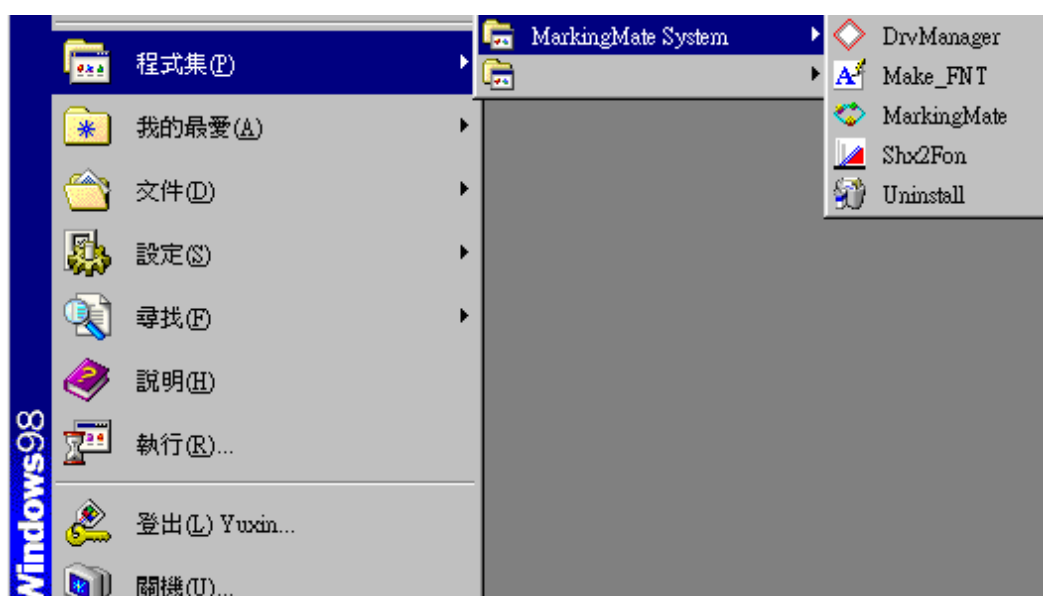 程式集(P)
我的最愛(A)
文件(D)
設定(S)
尋找(F)
說明(H)
執行(R)...
登出(L) Yuxin...
關機(U)...
Windows98
MarkingMate System
DrvManager
Make_FNT
MarkingMate
Shx2Fon
Uninstall